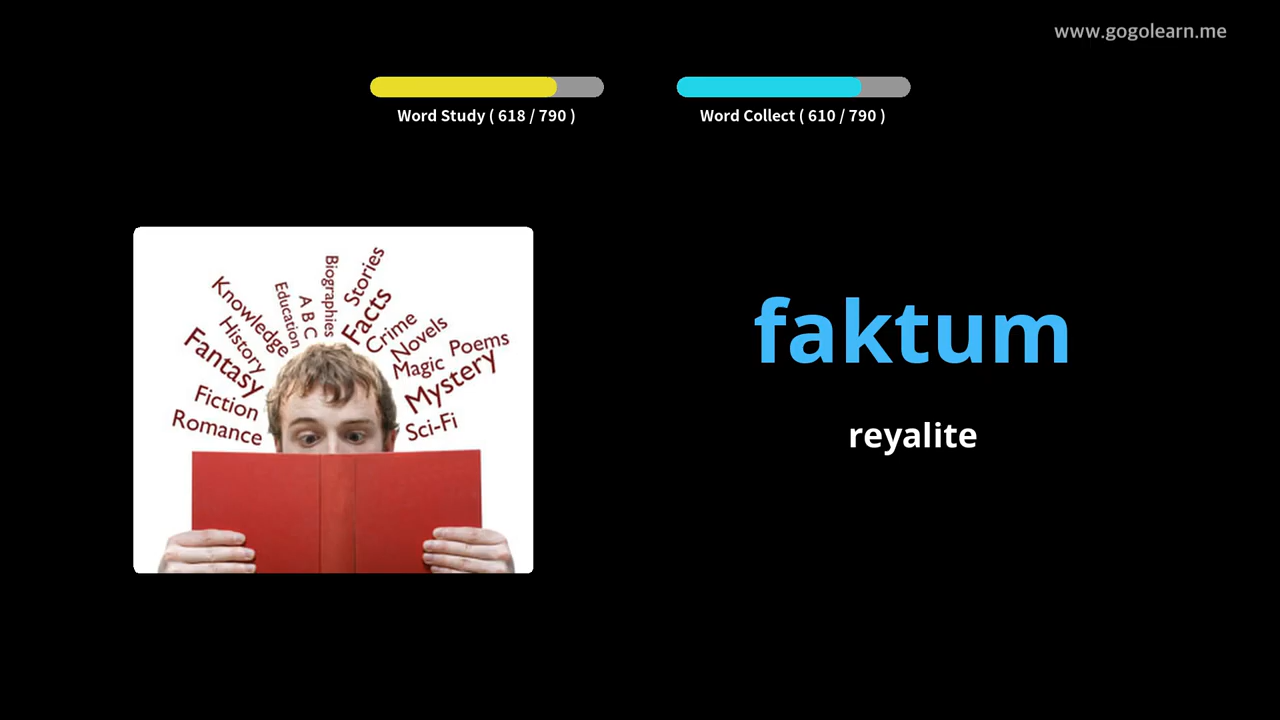 www.gogolearn.me
Word Study ( 618 / 790 )
Word Collect ( 610 / 790 )
Knowledge
Education
A B C
Biographies
Stories
Facts
Crime
Novels
Poems
Magic
Mystery
Sci-Fi
History
Fantasy
Fiction
Romance
faktum
reyalite